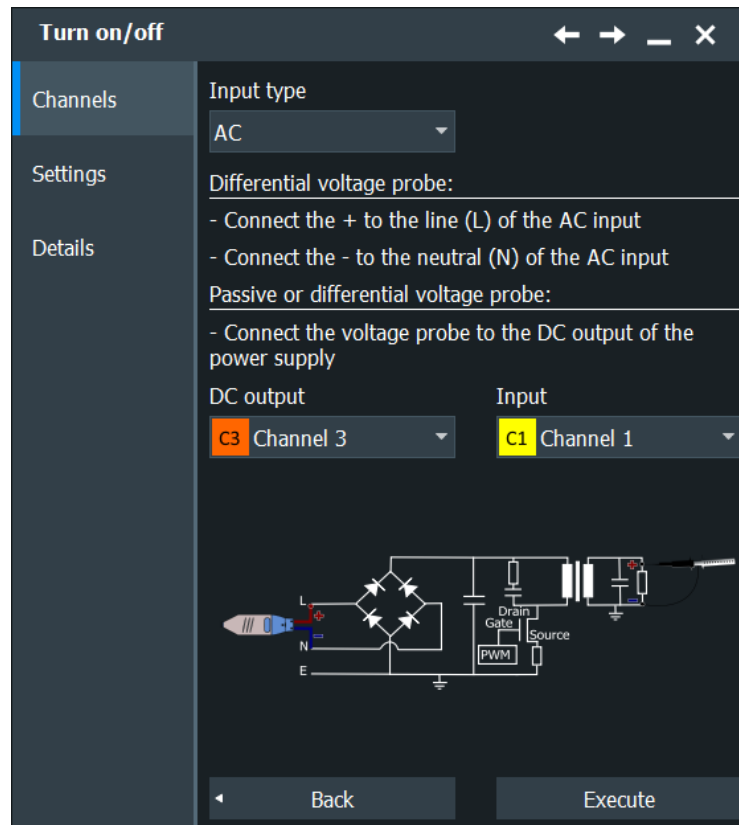 Turn on/off
Channels
Settings
Details
Input type
AC
Differential voltage probe:
- Connect the + to the line (L) of the AC input
- Connect the - to the neutral (N) of the AC input
Passive or differential voltage probe:
- Connect the voltage probe to the DC output of the
power supply
DC output
Input
C3 Channel 3
C1 Channel 1
L
+
-
N
E
Drain
Gate
Source
PWM
+
-
Back
Execute